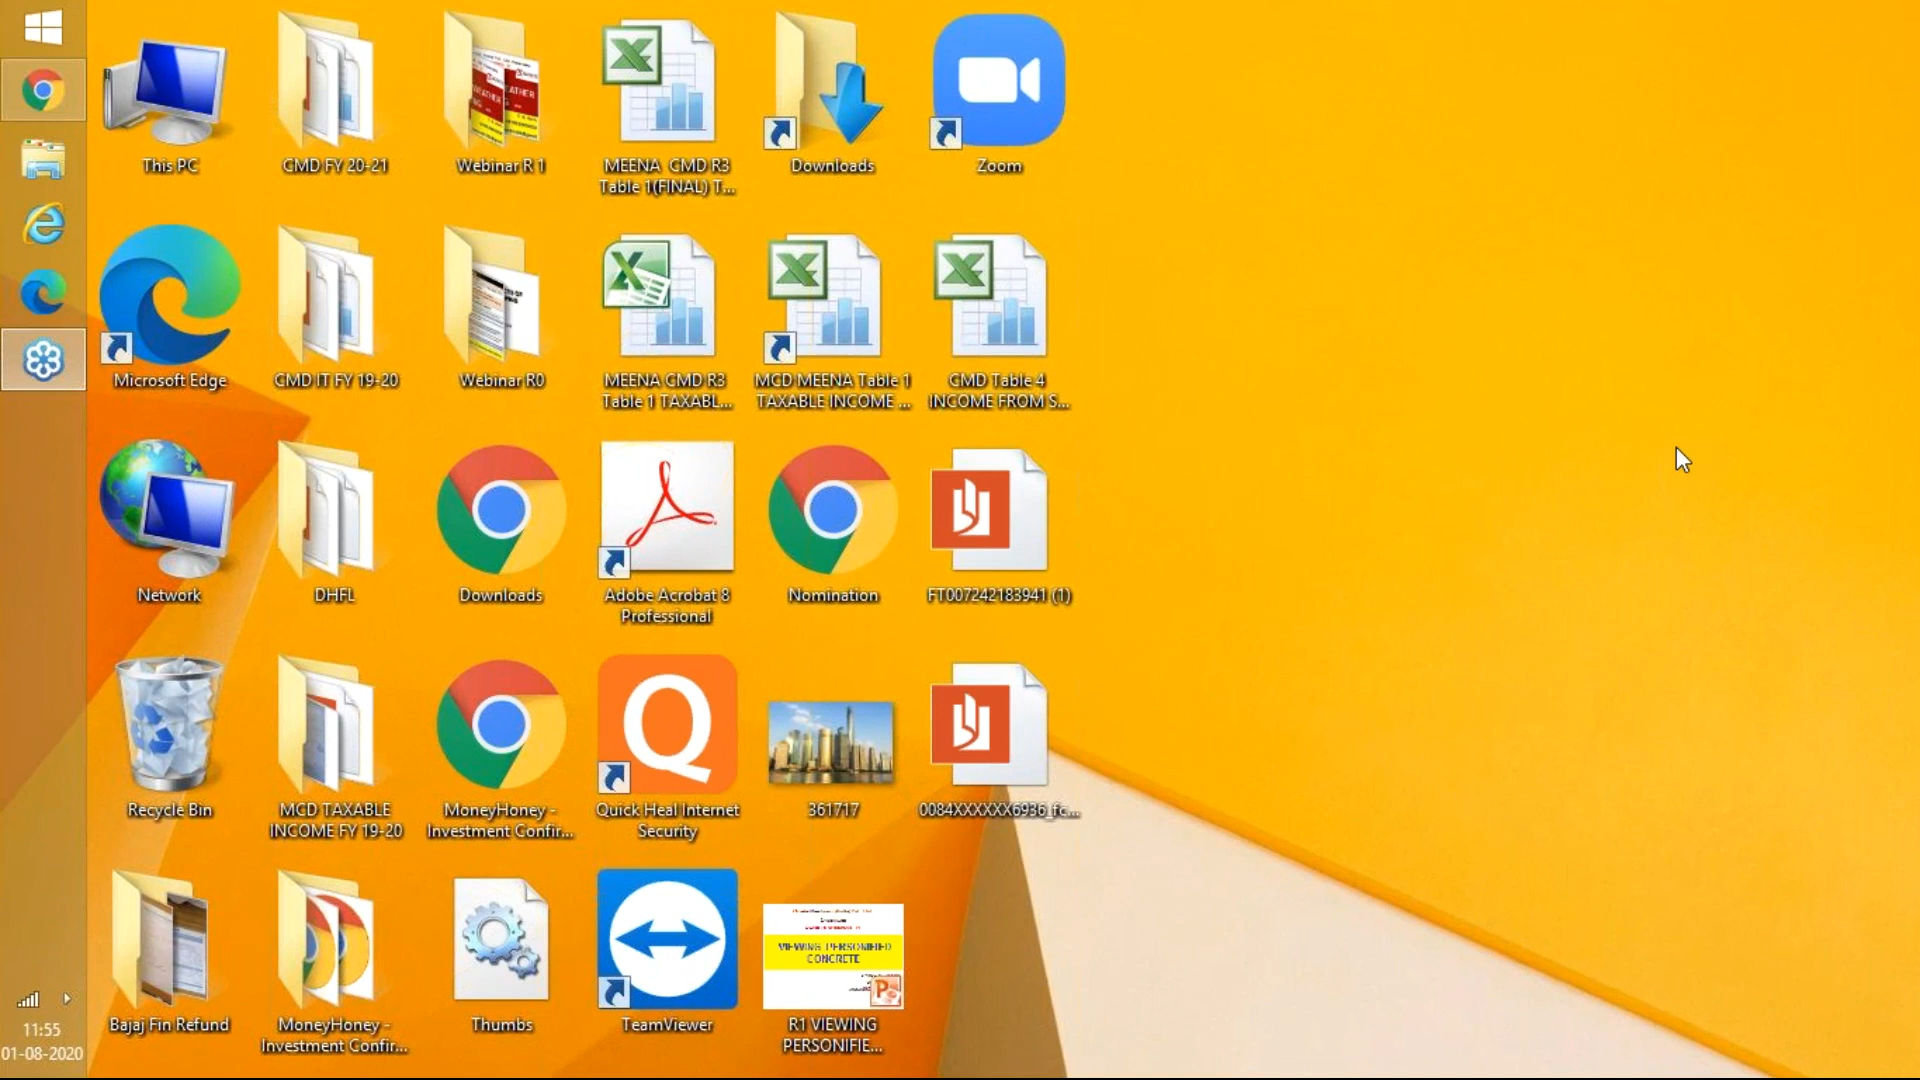 This PC
CMD FY 20-21
Webinar R 1
MEENA CMD R3
Table 1(FINAL) T...
Downloads
Zoom
Microsoft Edge
CMD IT FY 19-20
Webinar R0
MEENA CMD R3
Table 1 TAXABL...
MCD MEENA Table 1
TAXABLE INCOME ...
CMD Table 4
INCOME FROM S...
Network
DHFL
Downloads
Adobe Acrobat 8
Professional
Nomination
FT007242183941 (1)
Recycle Bin
MCD TAXABLE
INCOME FY 19-20
MoneyHoney -
Investment Confir...
Quick Heal Internet
Security
361717
0084XXXXXX6936_fc...
VIEWING PERSONIFIED
CONCRETE
Bajaj Fin Refund
MoneyHoney -
Investment Confir...
Thumbs
TeamViewer
R1 VIEWING
PERSONIFIE...
11:55
01-08-2020